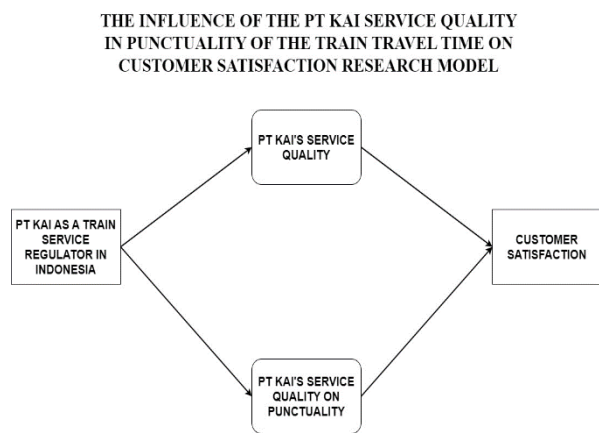 THE INFLUENCE OF THE PT KAI SERVICE QUALITY
IN PUNCTUALITY OF THE TRAIN TRAVEL TIME ON
CUSTOMER SATISFACTION RESEARCH MODEL
PT KAI'S SERVICE
QUALITY
PT KAI AS A TRAIN
SERVICE
REGULATOR IN
INDONESIA
CUSTOMER
SATISFACTION
PT KAI'S SERVICE
QUALITY ON
PUNCTUALITY